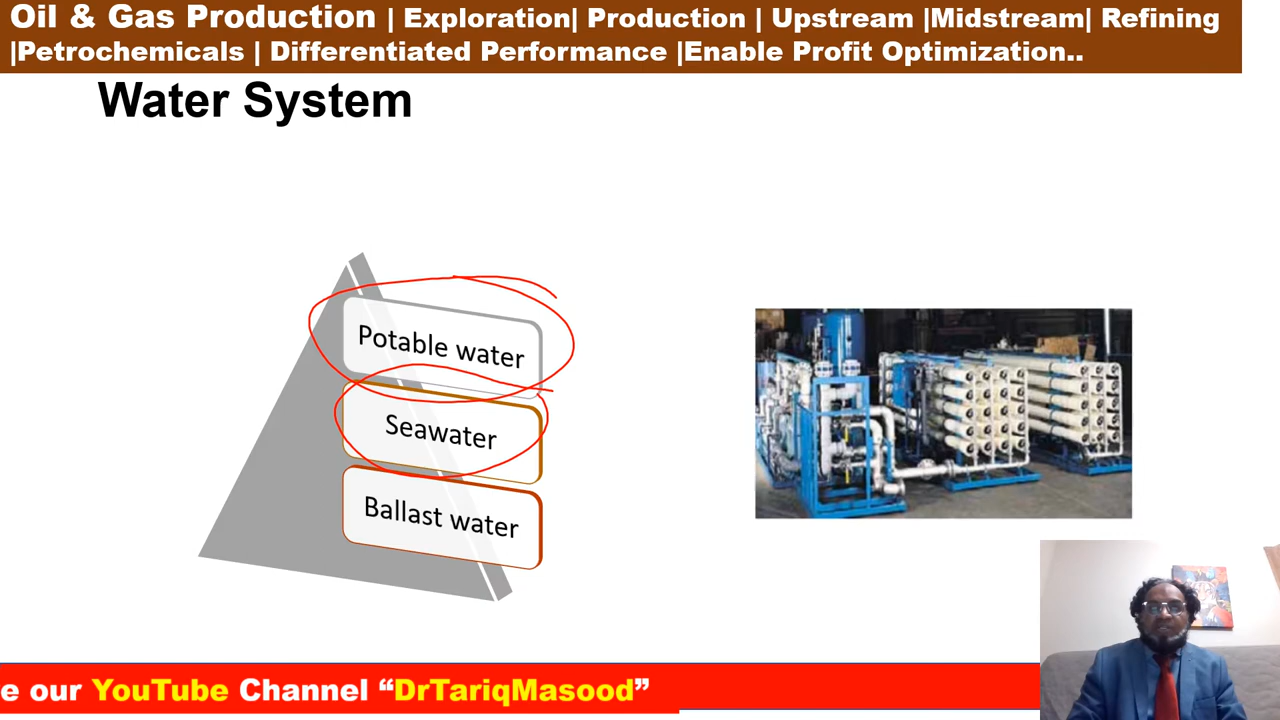 Oil & Gas Production | Exploration| Production | Upstream |Midstream| Refining
|Petrochemicals | Differentiated Performance |Enable Profit Optimization..
Water System
Potable water
Seawater
Ballast water
e our YouTube Channel “DrTariqMasood”